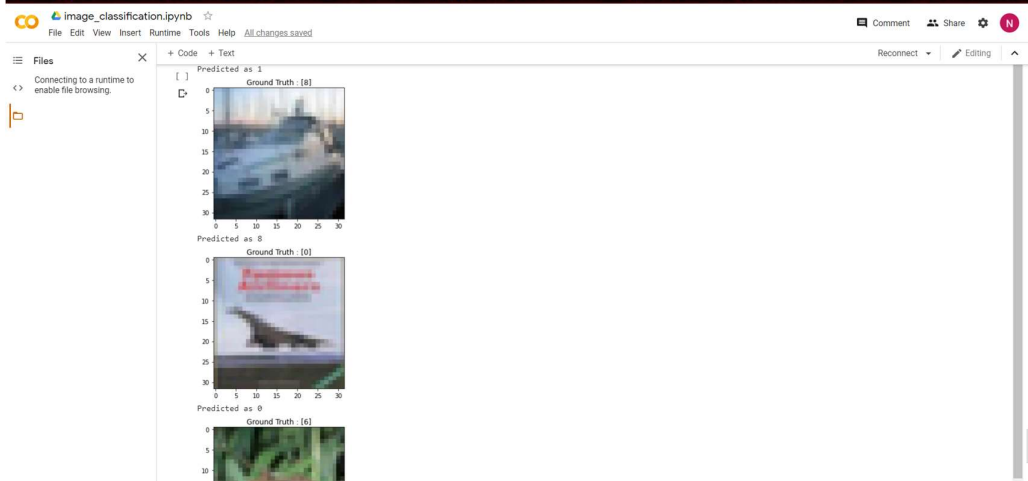 image_classification.ipynb
File Edit View Insert Runtime Tools Help All changes saved
Comment Share N
Files
Connecting to a runtime to
enable file browsing.
+ Code + Text
Reconnect Editing
Predicted as 1
[ ]
Ground Truth : [8]
0
5
10
15
20
25
30
0 5 10 15 20 25 30
Predicted as 8
Ground Truth : [0]
0
5
10
15
20
25
30
0 5 10 15 20 25 30
Predicted as 0
Ground Truth : [6]
0
5
10